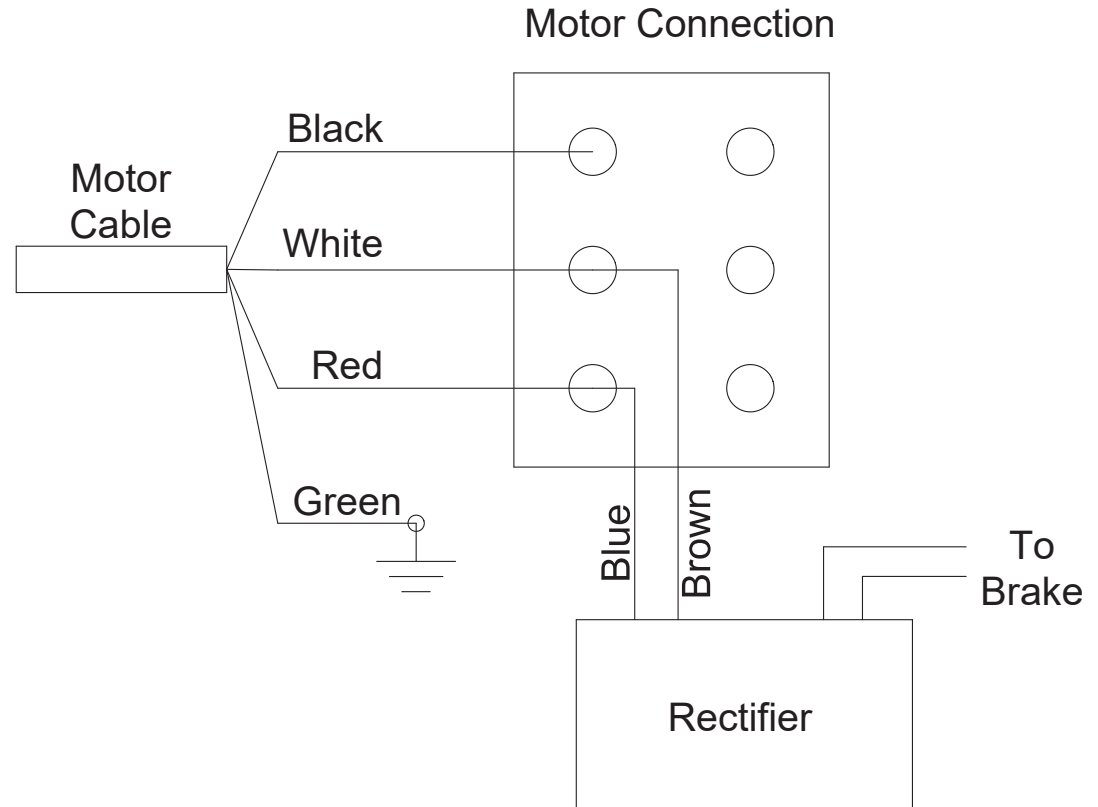 Motor Connection
Black
Motor
Cable
White
Red
Green
Blue
Brown
To
Brake
Rectifier